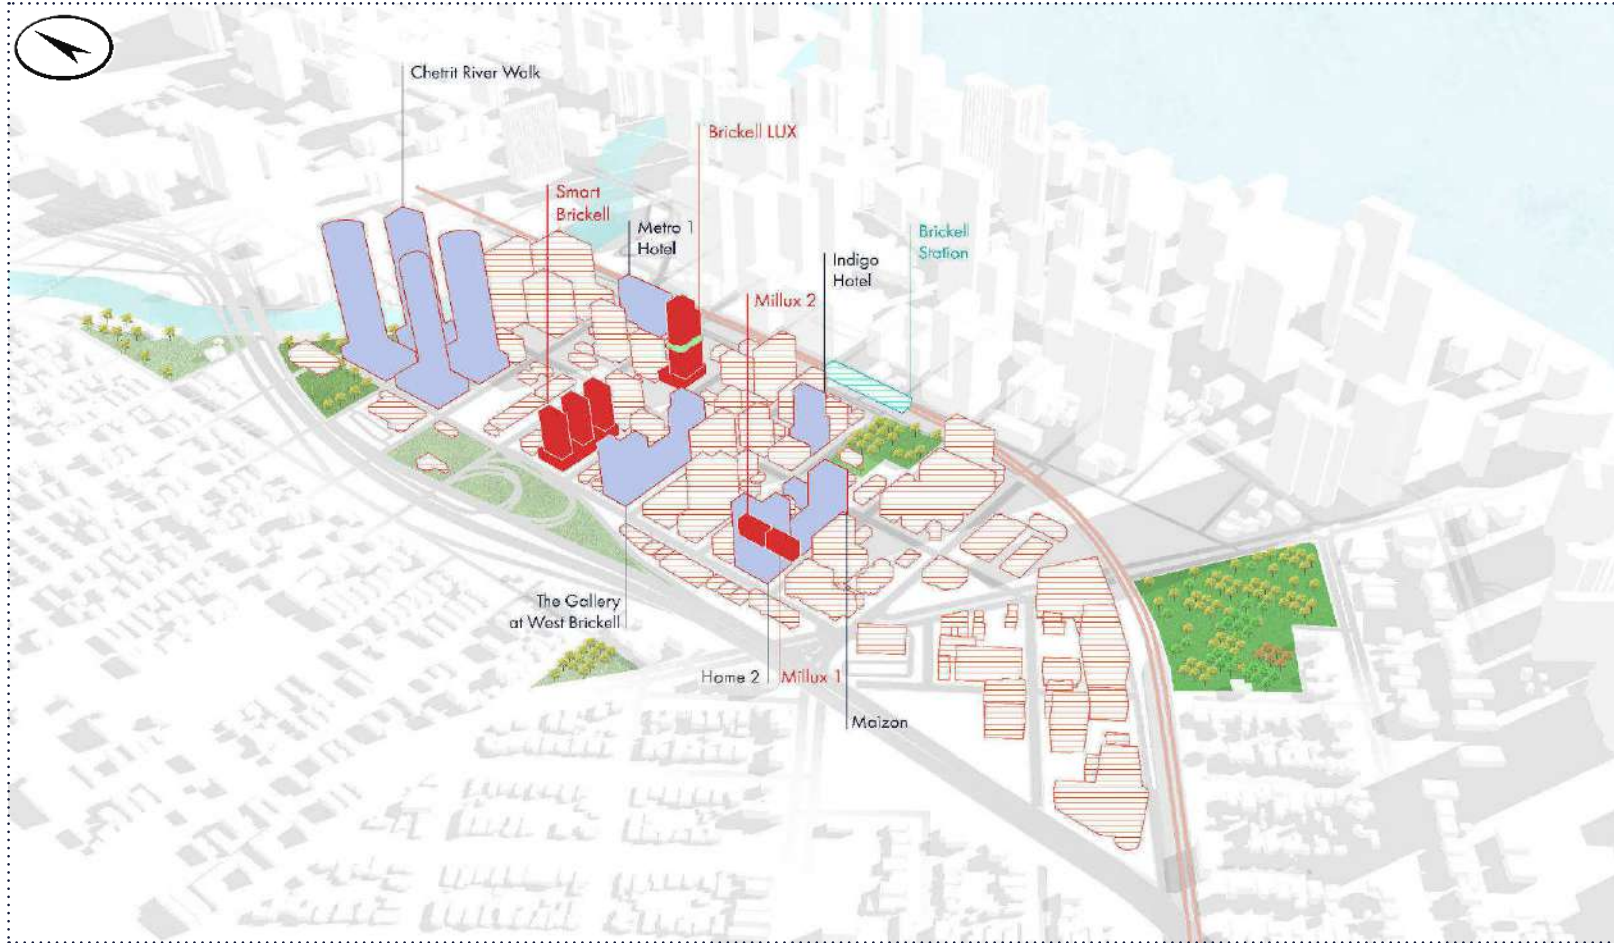 Chetrit River Walk
Brickell LUX
Smart
Brickell
Metro 1
Hotel
Brickell
Station
Indigo
Hotel
Millux 2
The Gallery
at West Brickell
Home 2
Millux 1
Maizon